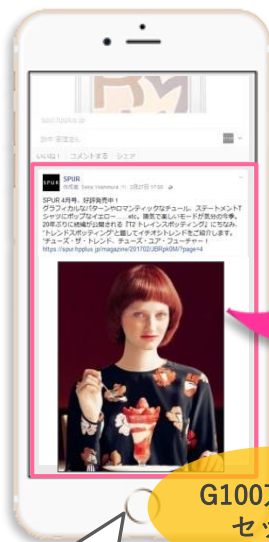 spur.hpplus.jp
いいね！ コメントする シェア
SPUR
SPUR
SPUR 4月号、好評発売中！
グラフィカルなパターンやロマンティックなチュール、ステートメントT
シャツにポップなイエロー……etc. 陽気で楽しいモードが気分の今季。
20年ぶりに続編が公開される『T2 トレインスポッティング』にちなみ、
“トレンドスポッティング”と題してイチオシトレンドをご紹介します。
“チューズ・ザ・トレンド、チューズ・ユア・フューチャー！
https://spur.hpplus.jp/magazine/201702/JBRpk0M/?page=4
G100
セッ